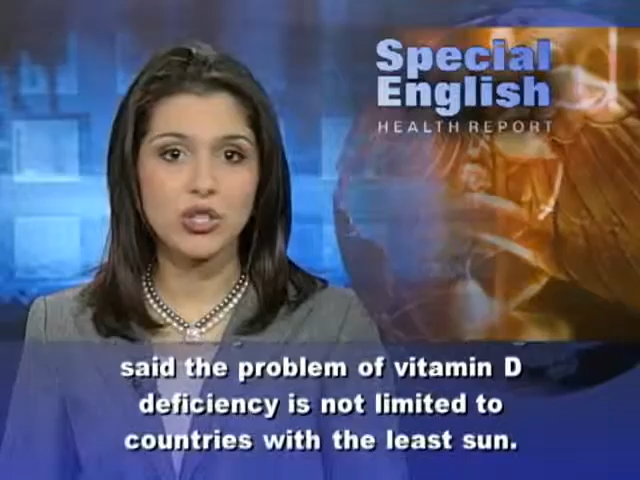 Special
English
HEALTH REPORT
said the problem of vitamin D
deficiency is not limited to
countries with the least sun.